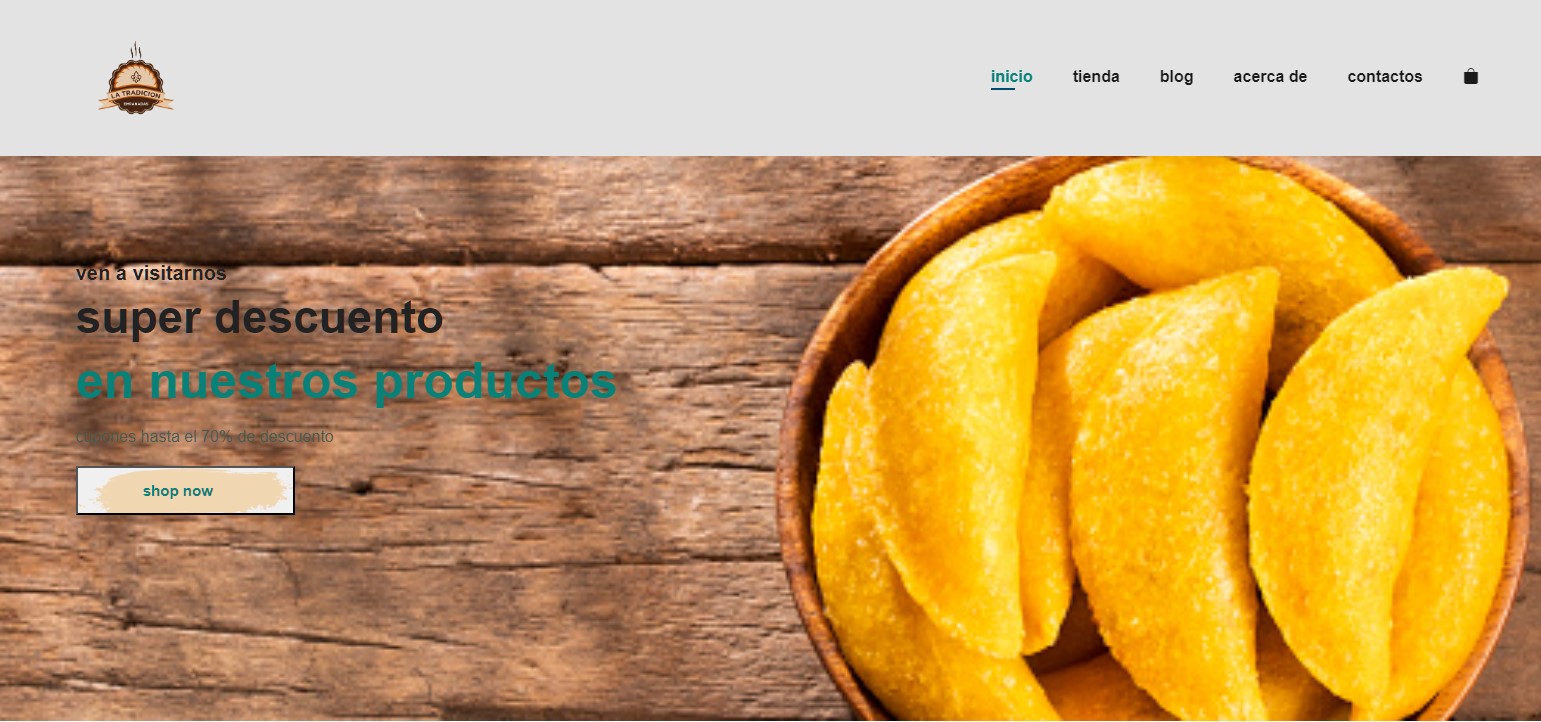 LA TRADICION
EMPANADAS
inicio tienda blog acerca de contactos
ven a visitarnos
super descuento
en nuestros productos
cupones hasta el 70% de descuento
shop now